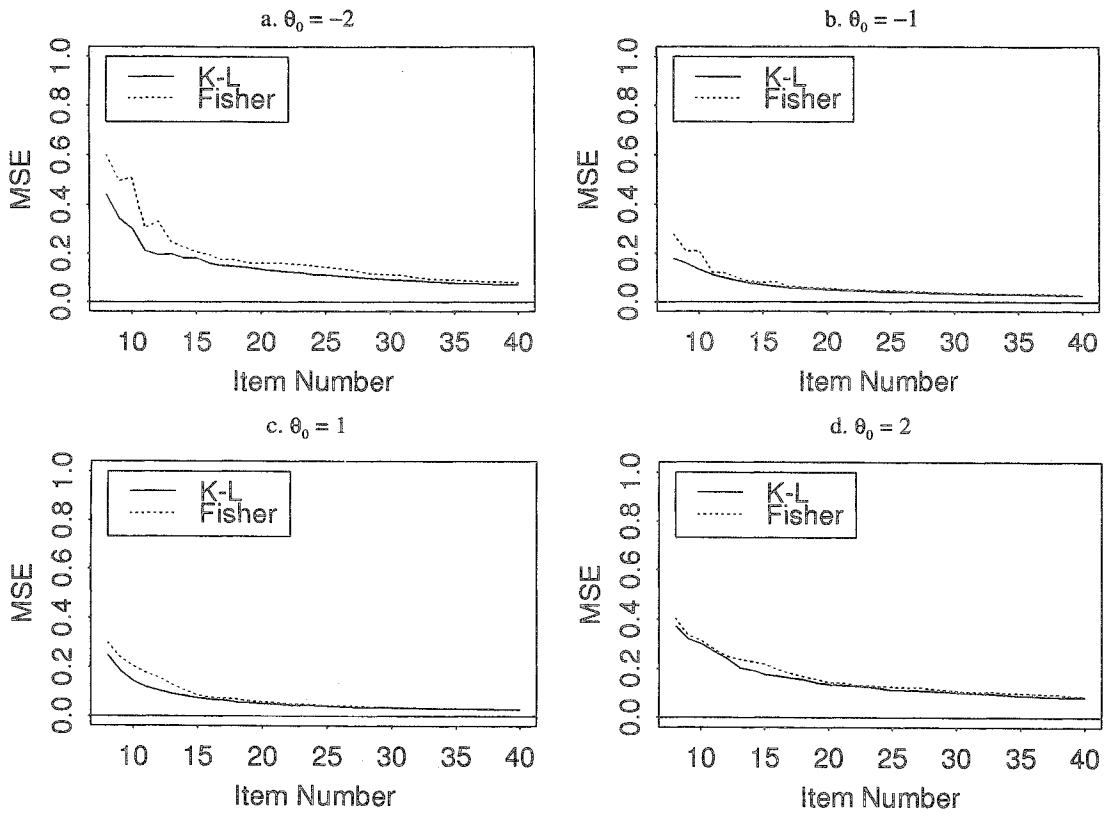 a. θ₀ = −2
1.0
0.8
0.6
0.4
0.2
0.0
MSE
K-L
Fisher
10 15 20 25 30 35 40
Item Number
b. θ₀ = −1
1.0
0.8
0.6
0.4
0.2
0.0
MSE
K-L
Fisher
10 15 20 25 30 35 40
Item Number
c. θ₀ = 1
1.0
0.8
0.6
0.4
0.2
0.0
MSE
K-L
Fisher
10 15 20 25 30 35 40
Item Number
d. θ₀ = 2
1.0
0.8
0.6
0.4
0.2
0.0
MSE
K-L
Fisher
10 15 20 25 30 35 40
Item Number